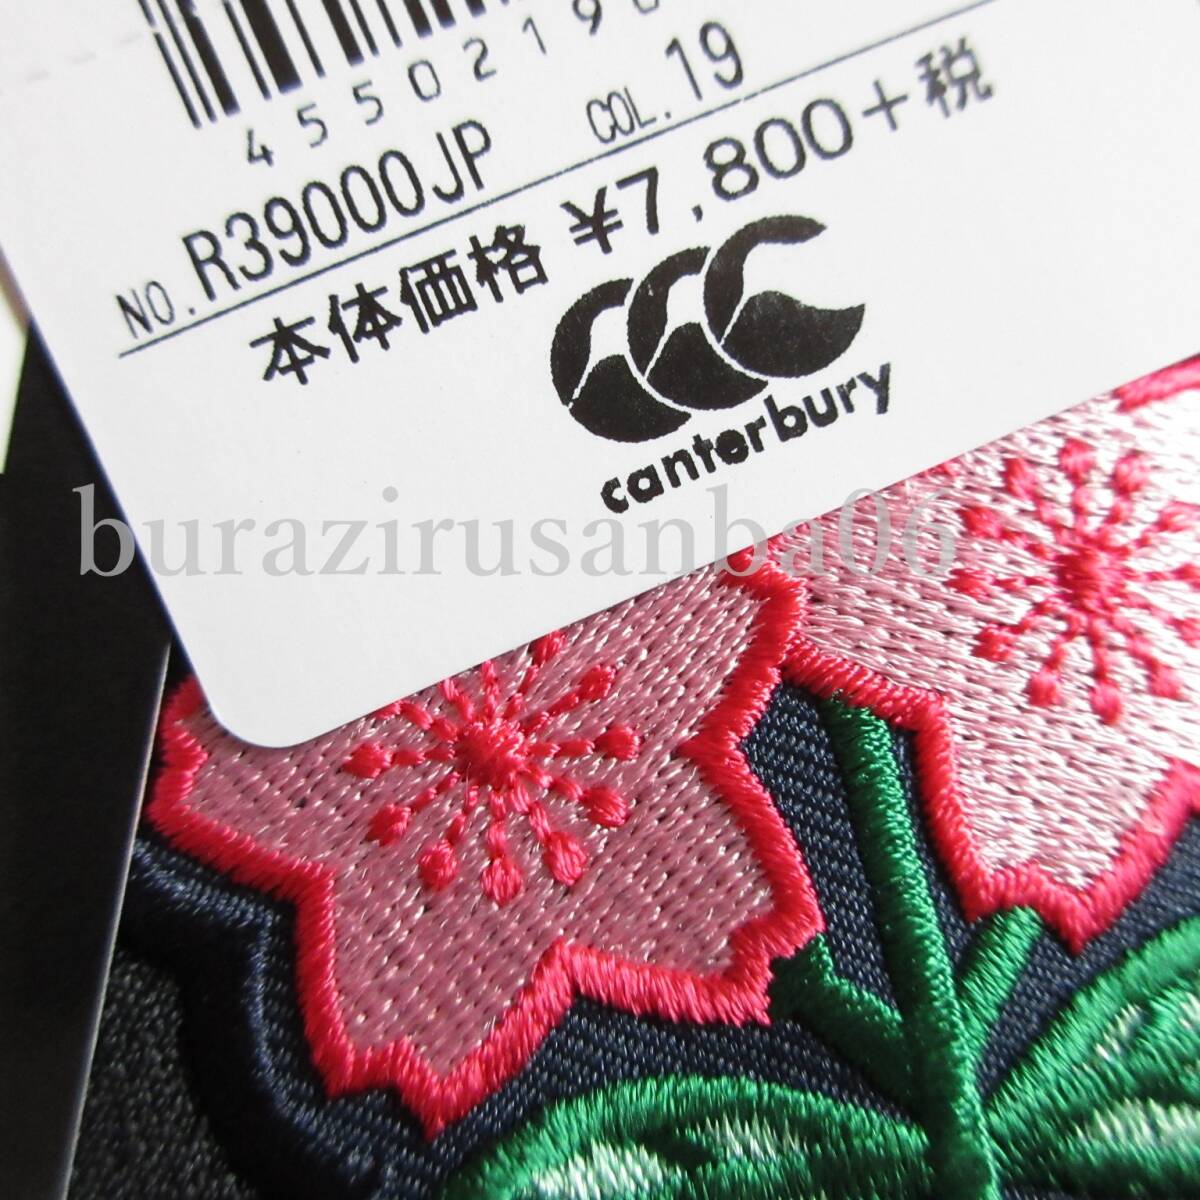 4550219
NO. R39000JP COL. 19
本体価格 ¥7,800+税
canterbury
burazirusanba06